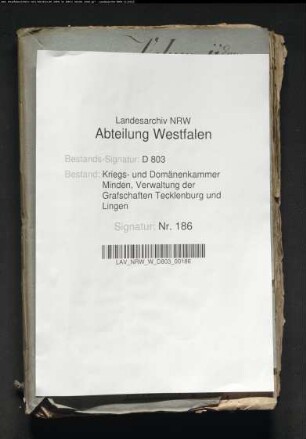 Landesarchiv NRW
Abteilung Westfalen
Bestands-Signatur: D 803
Bestand: Kriegs- und Domänenkammer
Minden, Verwaltung der
Grafschaften Tecklenburg und
Lingen
Signatur: Nr. 186
LAV_NRW_W_D803_00186